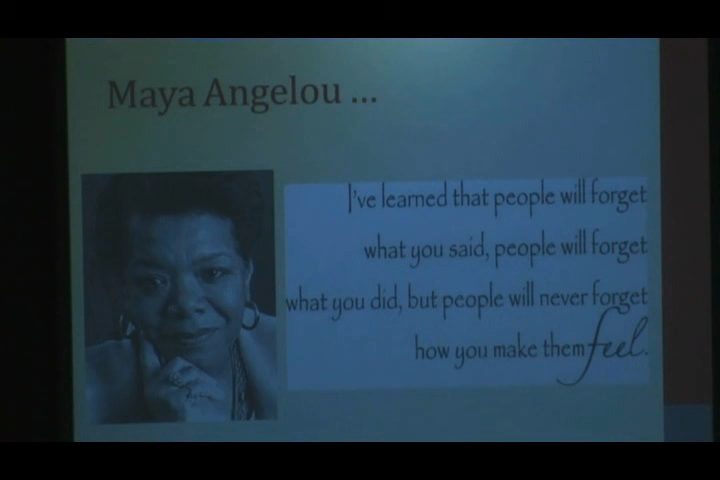 Maya Angelou ...
I've learned that people will forget
what you said, people will forget
what you did, but people will never forget
how you make them feel.